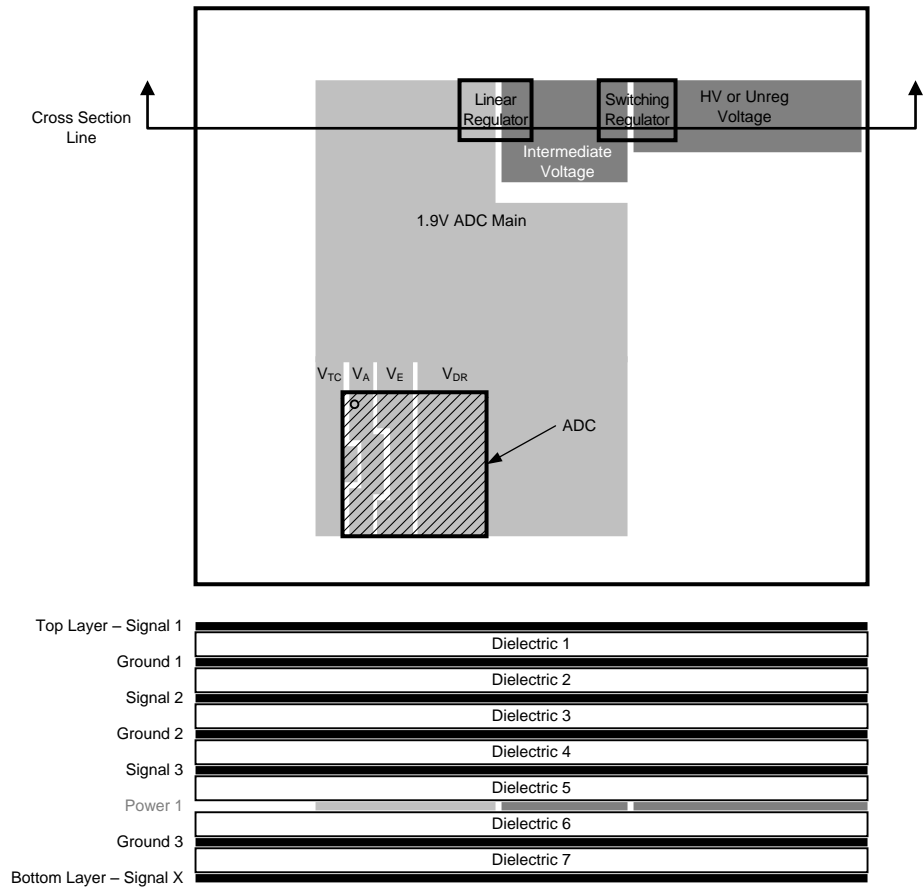 Linear
Regulator
Switching
Regulator
HV or Unreg
Voltage
Cross Section
Line
Intermediate
Voltage
1.9V ADC Main
VTC VA VE VDR
ADC
Top Layer – Signal 1
Dielectric 1
Ground 1
Dielectric 2
Signal 2
Dielectric 3
Ground 2
Dielectric 4
Signal 3
Dielectric 5
Power 1
Dielectric 6
Ground 3
Dielectric 7
Bottom Layer – Signal X